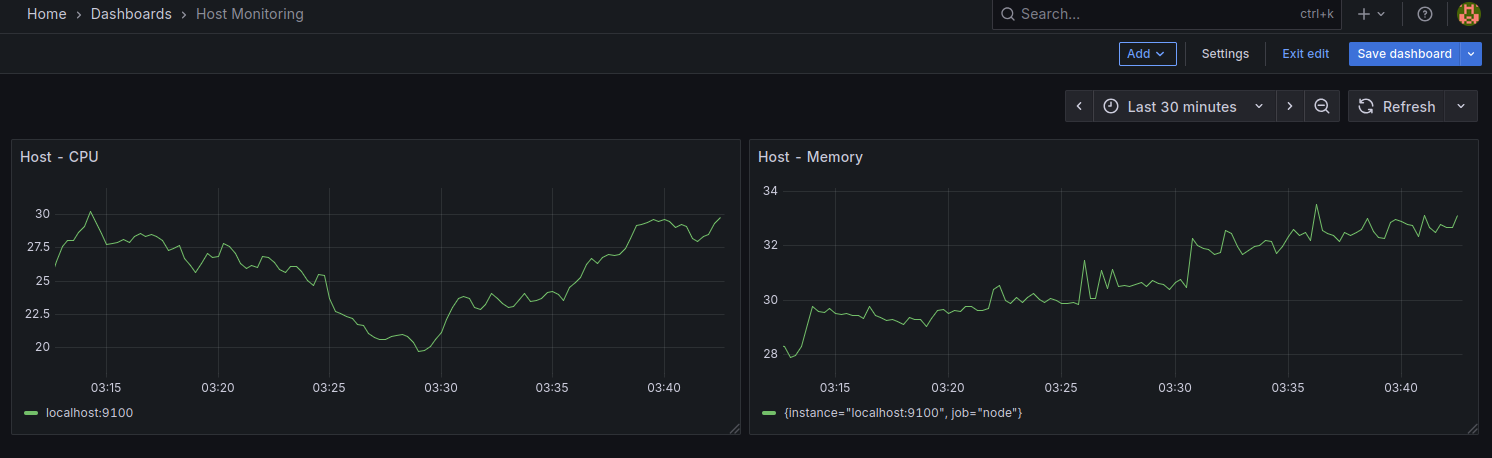 Home › Dashboards › Host Monitoring
Search... ctrl+k
Add Settings Exit edit Save dashboard
Last 30 minutes Refresh
Host - CPU
30
27.5
25
22.5
20
03:15 03:20 03:25 03:30 03:35 03:40
localhost:9100
Host - Memory
34
32
30
28
03:15 03:20 03:25 03:30 03:35 03:40
{instance="localhost:9100", job="node"}